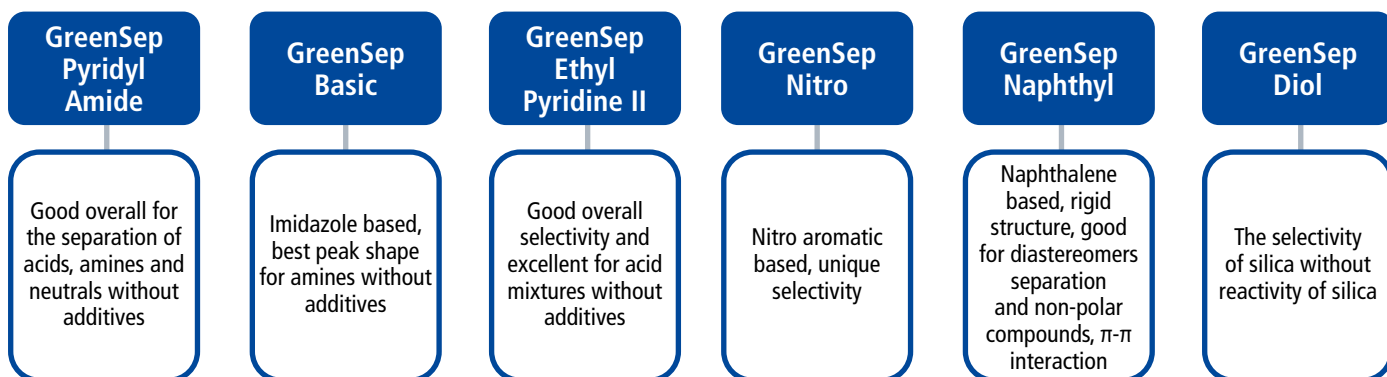 GreenSep
Pyridyl
Amide
Good overall for
the separation of
acids, amines and
neutrals without
additives
GreenSep
Basic
Imidazole based,
best peak shape
for amines without
additives
GreenSep
Ethyl
Pyridine II
Good overall
selectivity and
excellent for acid
mixtures without
additives
GreenSep
Nitro
Nitro aromatic
based, unique
selectivity
GreenSep
Naphthyl
Naphthalene
based, rigid
structure, good
for diastereomers
separation
and non-polar
compounds, π-π
interaction
GreenSep
Diol
The selectivity
of silica without
reactivity of silica